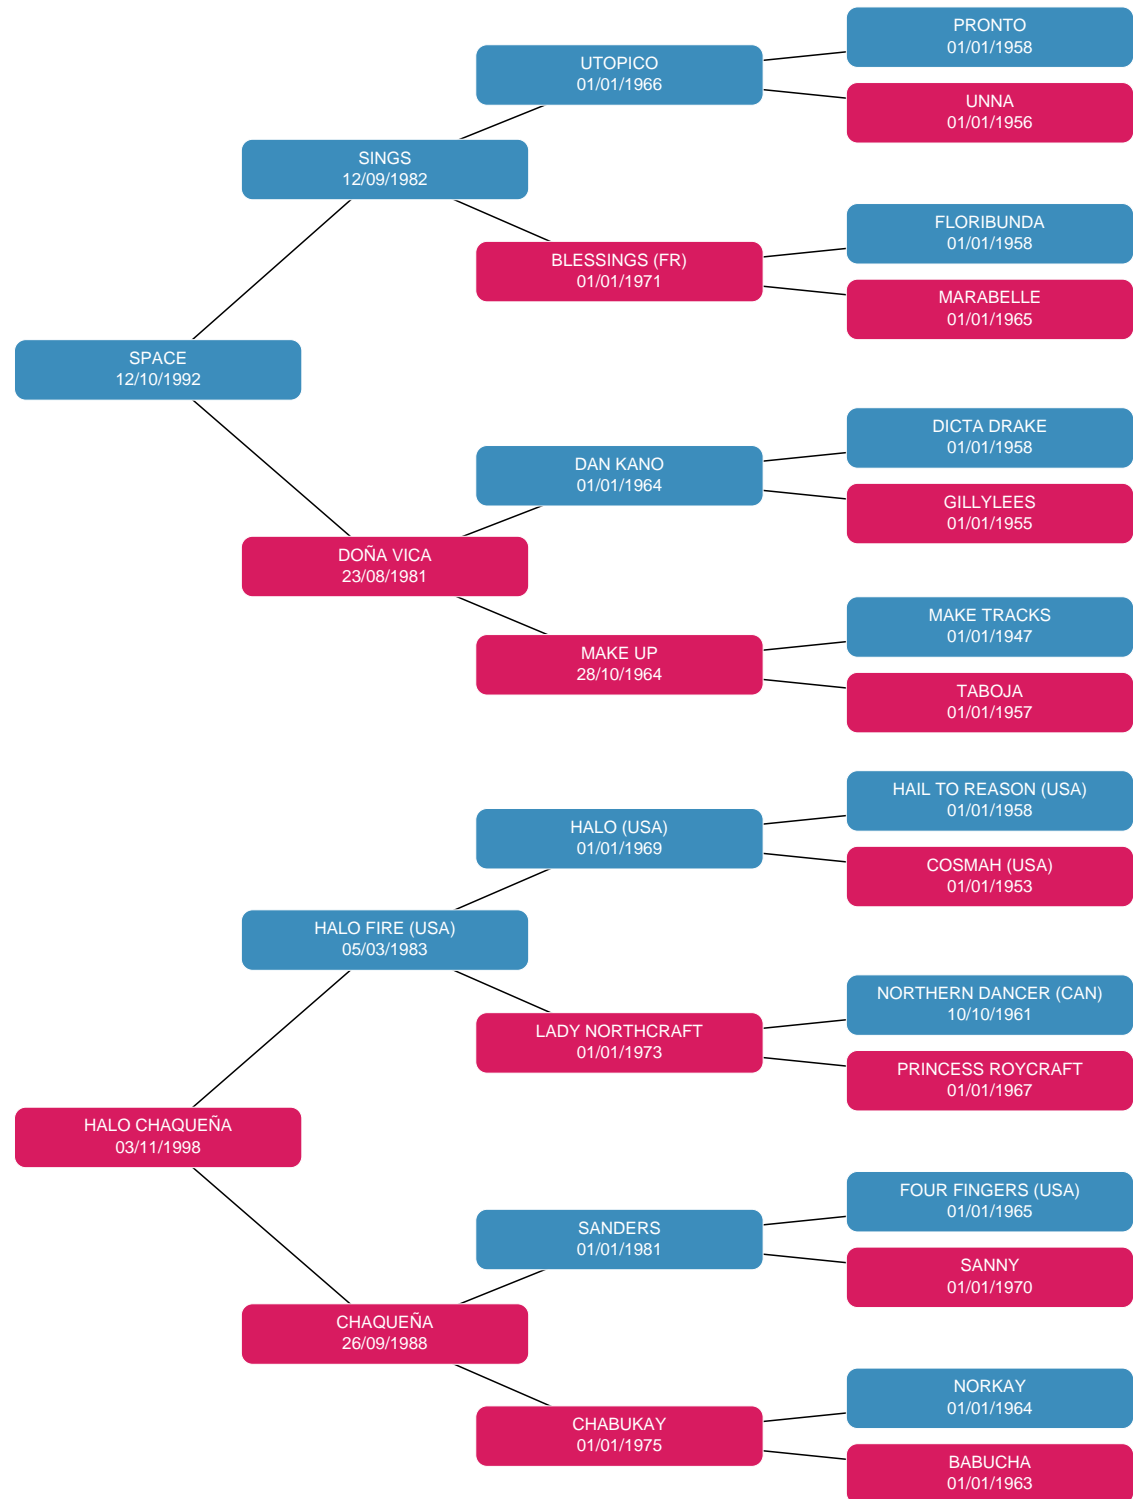 PRONTO
01/01/1958
UTOPICO
01/01/1966
UNNA
01/01/1956
SINGS
12/09/1982
FLORIBUNDA
01/01/1958
BLESSINGS (FR)
01/01/1971
MARABELLE
01/01/1965
SPACE
12/10/1992
DICTA DRAKE
01/01/1958
DAN KANO
01/01/1964
GILLYLEES
01/01/1955
DOÑA VICA
23/08/1981
MAKE TRACKS
01/01/1947
MAKE UP
28/10/1964
TABOJA
01/01/1957
HAIL TO REASON (USA)
01/01/1958
HALO (USA)
01/01/1969
COSMAH (USA)
01/01/1953
HALO FIRE (USA)
05/03/1983
NORTHERN DANCER (CAN)
10/10/1961
LADY NORTHCRAFT
01/01/1973
PRINCESS ROYCRAFT
01/01/1967
HALO CHAQUEÑA
03/11/1998
FOUR FINGERS (USA)
01/01/1965
SANDERS
01/01/1981
SANNY
01/01/1970
CHAQUEÑA
26/09/1988
NORKAY
01/01/1964
CHABUKAY
01/01/1975
BABUCHA
01/01/1963